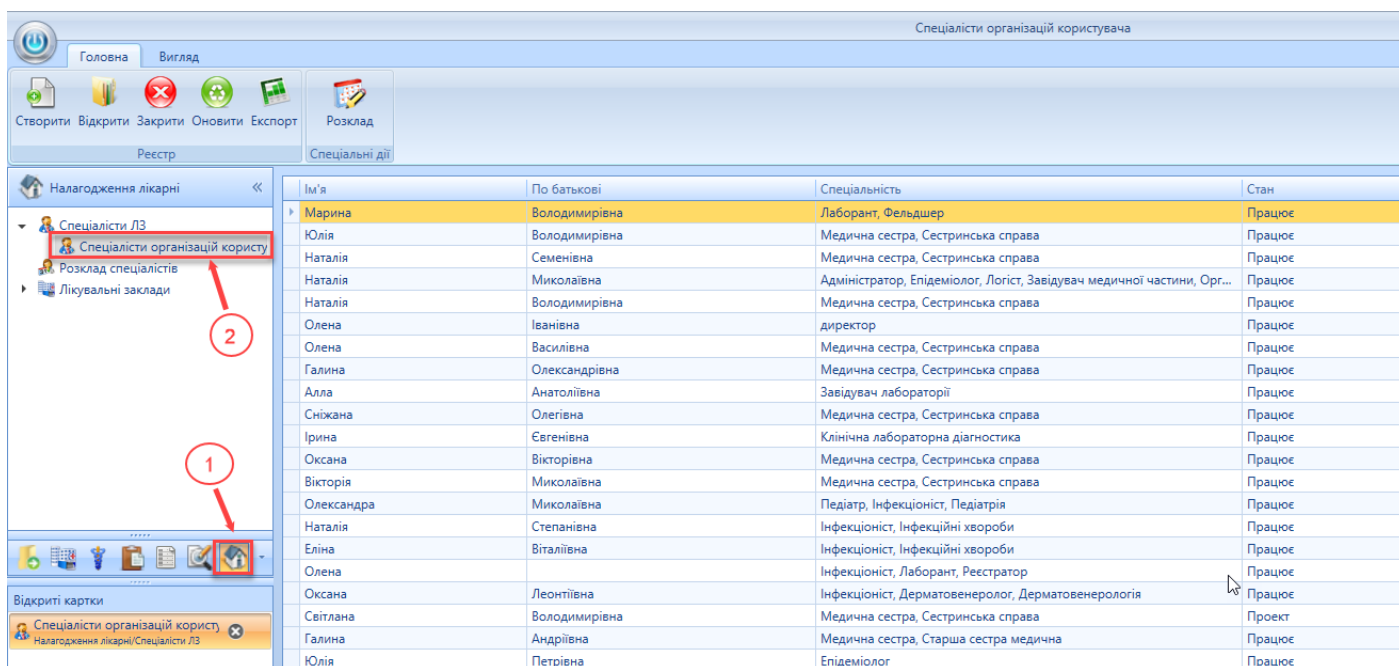 Спеціалісти організацій користувача
Головна Вигляд
Створити Відкрити Закрити Оновити Експорт Розклад
Реєстр Спеціальні дії
Налагодження лікарні «
Спеціалісти ЛЗ
Спеціалісти організацій користу
Розклад спеціалістів
Лікувальні заклади
2
1
Відкриті картки
Спеціалісти організацій користу
Налагодження лікарні/Спеціалісти ЛЗ
Ім'я По батькові Спеціальність Стан
Марина Володимирівна Лаборант, Фельдшер Працює
Юлія Володимирівна Медична сестра, Сестринська справа Працює
Наталія Семенівна Медична сестра, Сестринська справа Працює
Наталія Миколаївна Адміністратор, Епідеміолог, Логіст, Завідувач медичної частини, Орг... Працює
Наталія Володимирівна Медична сестра, Сестринська справа Працює
Олена Іванівна директор Працює
Олена Василівна Медична сестра, Сестринська справа Працює
Галина Олександрівна Медична сестра, Сестринська справа Працює
Алла Анатоліївна Завідувач лабораторії Працює
Сніжана Олегівна Медична сестра, Сестринська справа Працює
Ірина Євгенівна Клінічна лабораторна діагностика Працює
Оксана Вікторівна Медична сестра, Сестринська справа Працює
Вікторія Миколаївна Медична сестра, Сестринська справа Працює
Олександра Миколаївна Педіатр, Інфекціоніст, Педіатрія Працює
Наталія Степанівна Інфекціоніст, Інфекційні хвороби Працює
Еліна Віталіївна Інфекціоніст, Інфекційні хвороби Працює
Олена Інфекціоніст, Лаборант, Реєстратор Працює
Оксана Леонтіївна Інфекціоніст, Дерматовенеролог, Дерматовенерологія Працює
Світлана Володимирівна Медична сестра, Сестринська справа Проект
Галина Андріївна Медична сестра, Старша сестра медична Працює
Юлія Петрівна Епідеміолог Працює